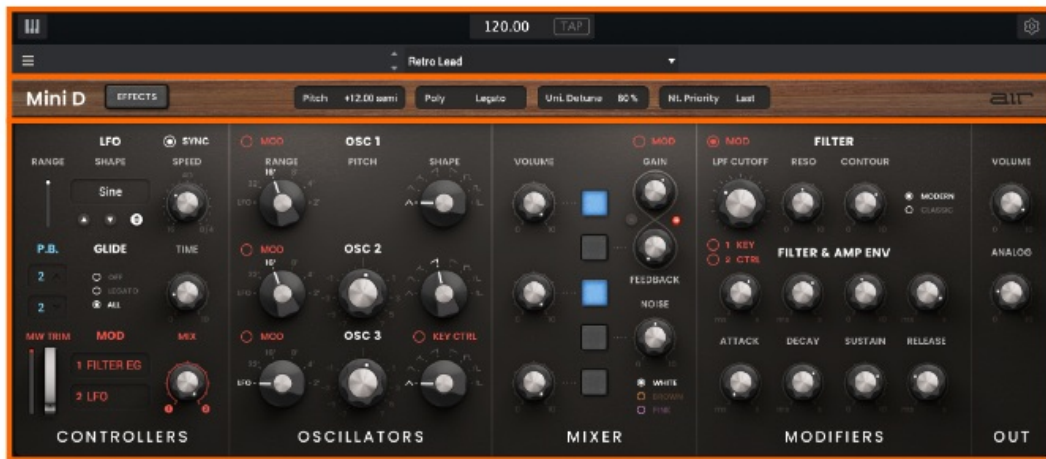 120.00 TAP
Retro Lead
Mini D EFFECTS Pitch +12.00 semi Poly Legato Uni. Detune 80 % Nt. Priority Last AIR
LFO SYNC MOD OSC 1 MOD MOD FILTER
RANGE SHAPE SPEED RANGE PITCH SHAPE VOLUME GAIN LPF CUTOFF RESO CONTOUR VOLUME
Sine
MODERN
CLASSIC
P.B. GLIDE TIME MOD OSC 2 1 KEY FILTER & AMP ENV ANALOG
2 CTRL
2 OFF
LEGATO
2 ALL
FEEDBACK
NOISE
MW TRIM MOD MIX MOD OSC 3 KEY CTRL ATTACK DECAY SUSTAIN RELEASE
1 FILTER EG
2 LFO
LFO
WHITE
BROWN
PINK
CONTROLLERS OSCILLATORS MIXER MODIFIERS OUT